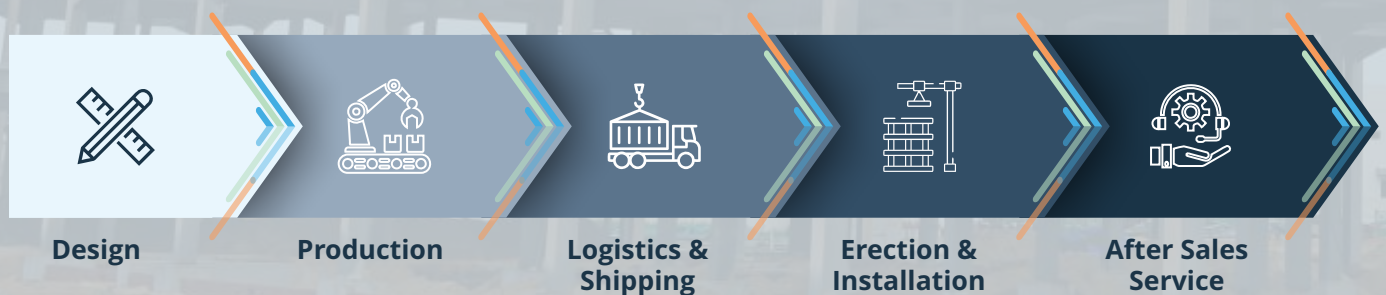 Design
Production
Logistics &
Shipping
Erection &
Installation
After Sales
Service